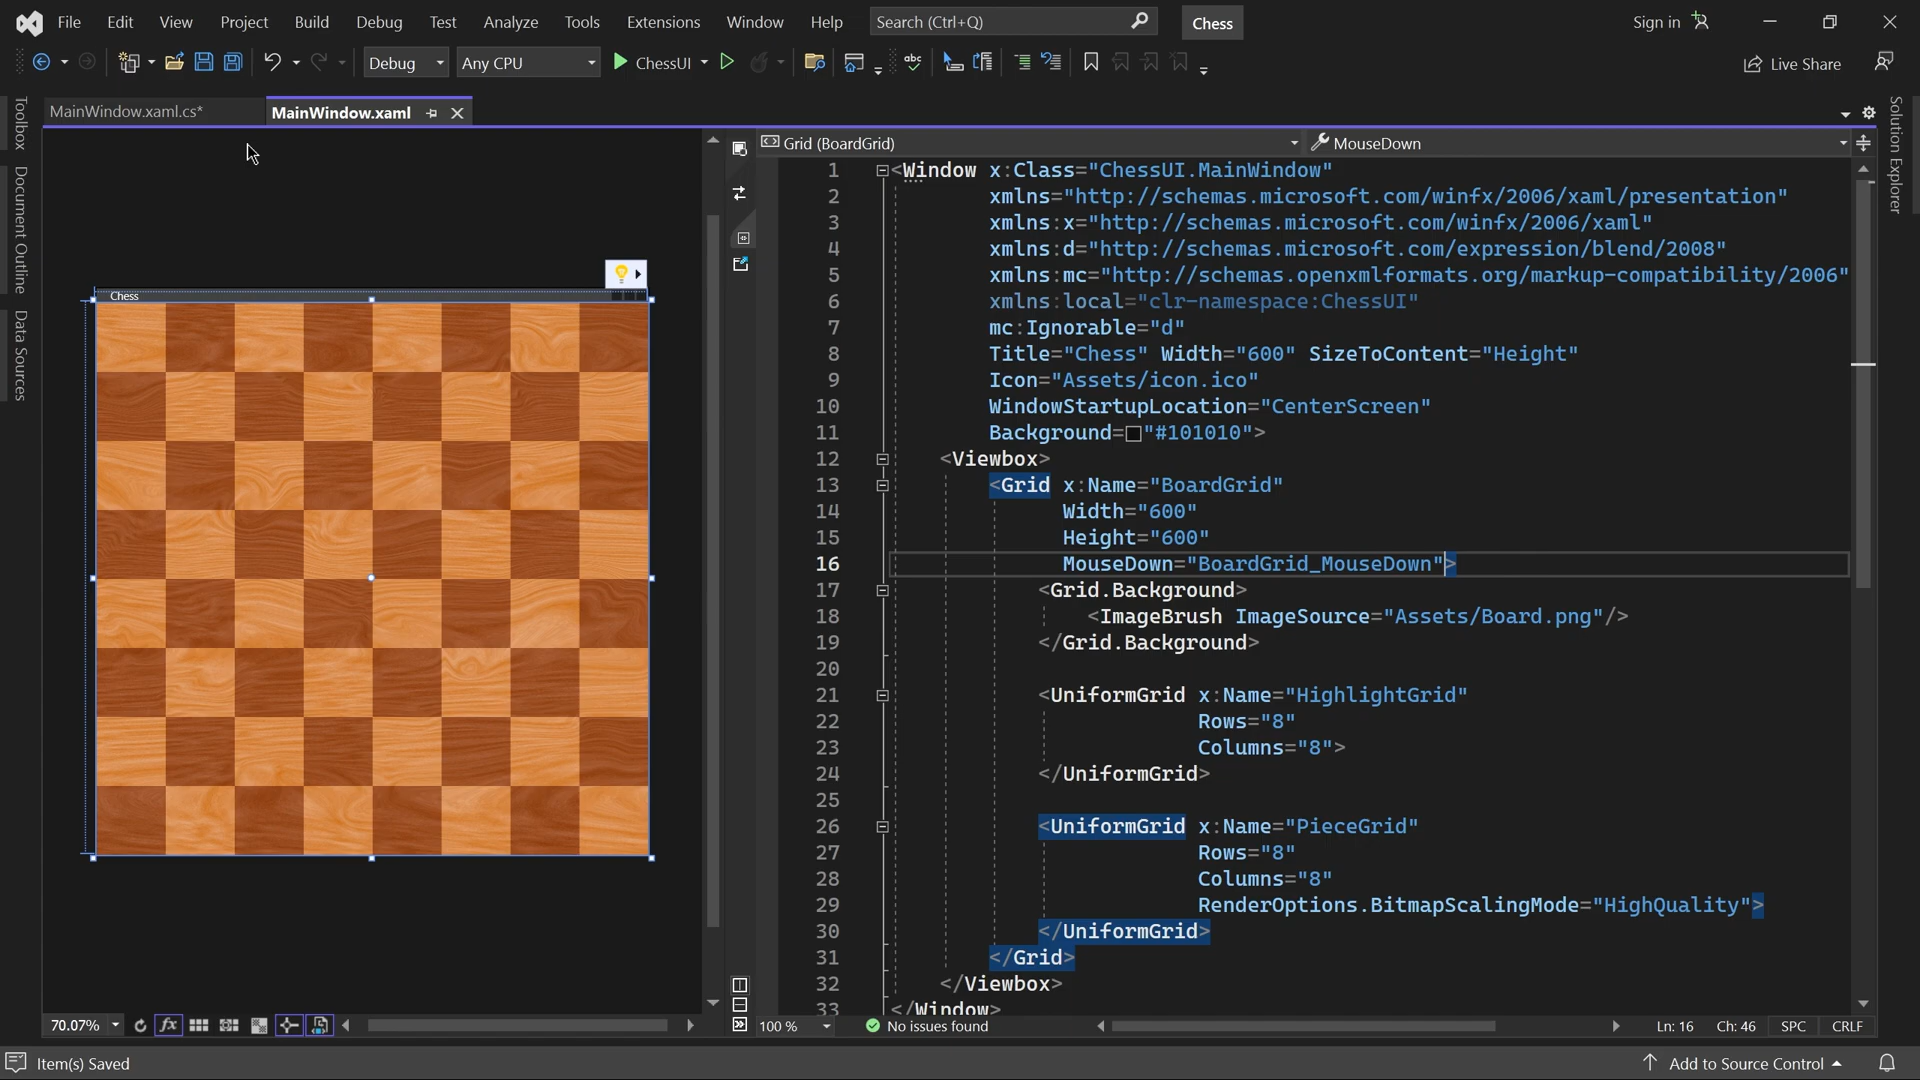 File Edit View Project Build Debug Test Analyze Tools Extensions Window Help Search (Ctrl+Q) Chess Sign in
Debug Any CPU ChessUI abc Live Share
Toolbox
Document Outline
Data Sources
MainWindow.xaml.cs* MainWindow.xaml
Solution Explorer
Grid (BoardGrid) MouseDown
Chess
1 <Window x:Class="ChessUI.MainWindow"
2 xmlns="http://schemas.microsoft.com/winfx/2006/xaml/presentation"
3 xmlns:x="http://schemas.microsoft.com/winfx/2006/xaml"
4 xmlns:d="http://schemas.microsoft.com/expression/blend/2008"
5 xmlns:mc="http://schemas.openxmlformats.org/markup-compatibility/2006"
6 xmlns:local="clr-namespace:ChessUI"
7 mc:Ignorable="d"
8 Title="Chess" Width="600" SizeToContent="Height"
9 Icon="Assets/icon.ico"
10 WindowStartupLocation="CenterScreen"
11 Background="#101010">
12 <Viewbox>
13 <Grid x:Name="BoardGrid"
14 Width="600"
15 Height="600"
16 MouseDown="BoardGrid_MouseDown">
17 <Grid.Background>
18 <ImageBrush ImageSource="Assets/Board.png"/>
19 </Grid.Background>
20
21 <UniformGrid x:Name="HighlightGrid"
22 Rows="8"
23 Columns="8">
24 </UniformGrid>
25
26 <UniformGrid x:Name="PieceGrid"
27 Rows="8"
28 Columns="8"
29 RenderOptions.BitmapScalingMode="HighQuality">
30 </UniformGrid>
31 </Grid>
32 </Viewbox>
33 </Window>
70.07% fx 100 % No issues found Ln: 16 Ch: 46 SPC CRLF
Item(s) Saved Add to Source Control